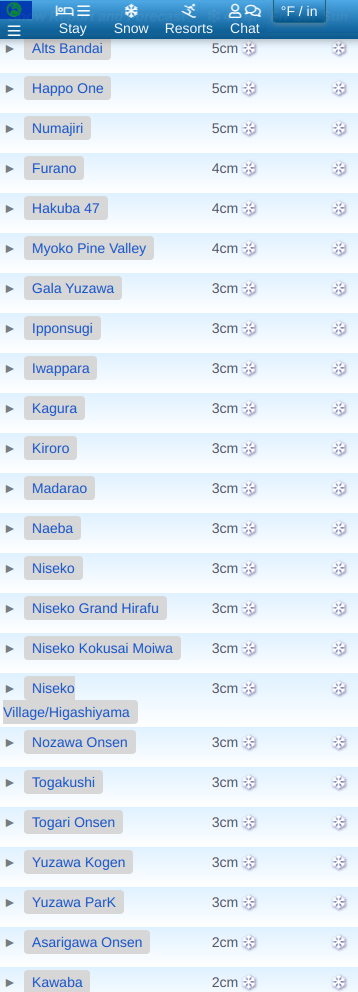 °F / in
Stay Snow Resorts Chat
Alts Bandai 5cm
Happo One 5cm
Numajiri 5cm
Furano 4cm
Hakuba 47 4cm
Myoko Pine Valley 4cm
Gala Yuzawa 3cm
Ipponsugi 3cm
Iwappara 3cm
Kagura 3cm
Kiroro 3cm
Madarao 3cm
Naeba 3cm
Niseko 3cm
Niseko Grand Hirafu 3cm
Niseko Kokusai Moiwa 3cm
Niseko 3cm
Village/Higashiyama
Nozawa Onsen 3cm
Togakushi 3cm
Togari Onsen 3cm
Yuzawa Kogen 3cm
Yuzawa ParK 3cm
Asarigawa Onsen 2cm
Kawaba 2cm